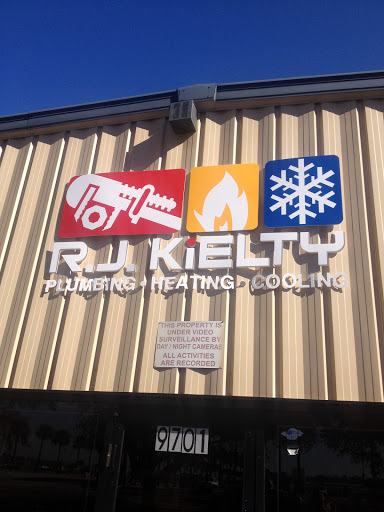 R.J. KiELTY
PLUMBING • HEATING • COOLING
THIS PROPERTY IS
UNDER VIDEO
SURVEILLANCE BY
DAY / NIGHT CAMERAS
ALL ACTIVITIES
ARE RECORDED
9701